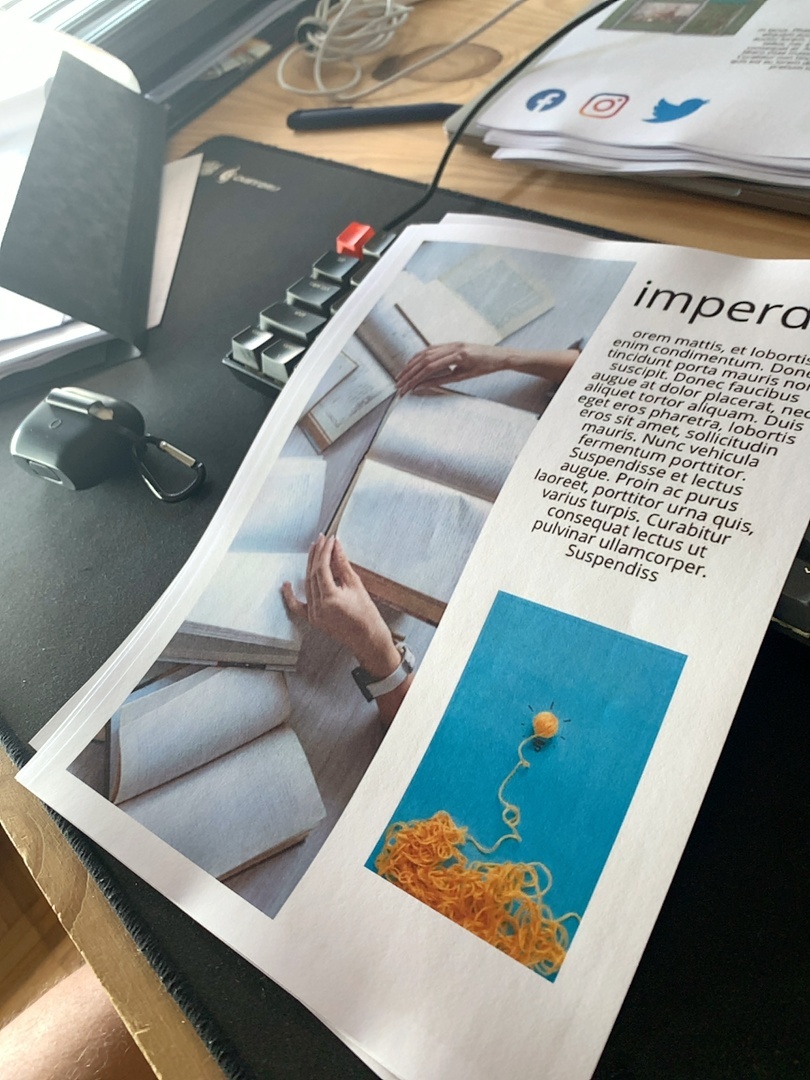 imperd
orem mattis, et lobortis
enim condimentum. Done
tincidunt porta mauris no
suscipit. Donec faucibus
augue at dolor placerat, nec
aliquet tortor aliquam. Duis
eget eros pharetra, lobortis
eros sit amet, sollicitudin
mauris. Nunc vehicula
fermentum porttitor.
Suspendisse et lectus
augue. Proin ac purus
laoreet, porttitor urna quis,
varius turpis. Curabitur
consequat lectus ut
pulvinar ullamcorper.
Suspendiss